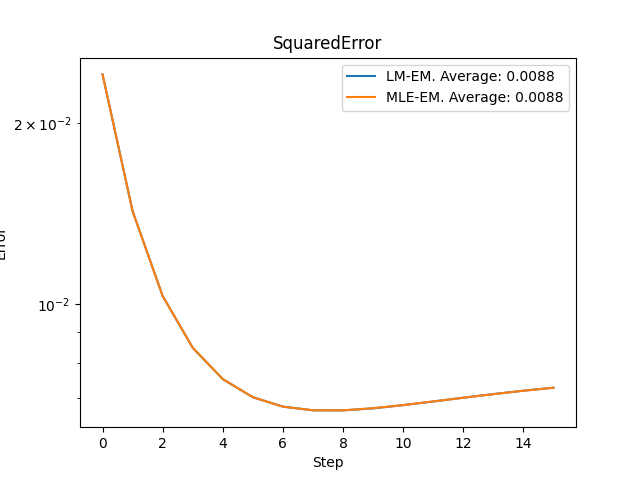 SquaredError
LM-EM. Average: 0.0088
MLE-EM. Average: 0.0088
2 × 10⁻²
10⁻²
Error
0 2 4 6 8 10 12 14
Step